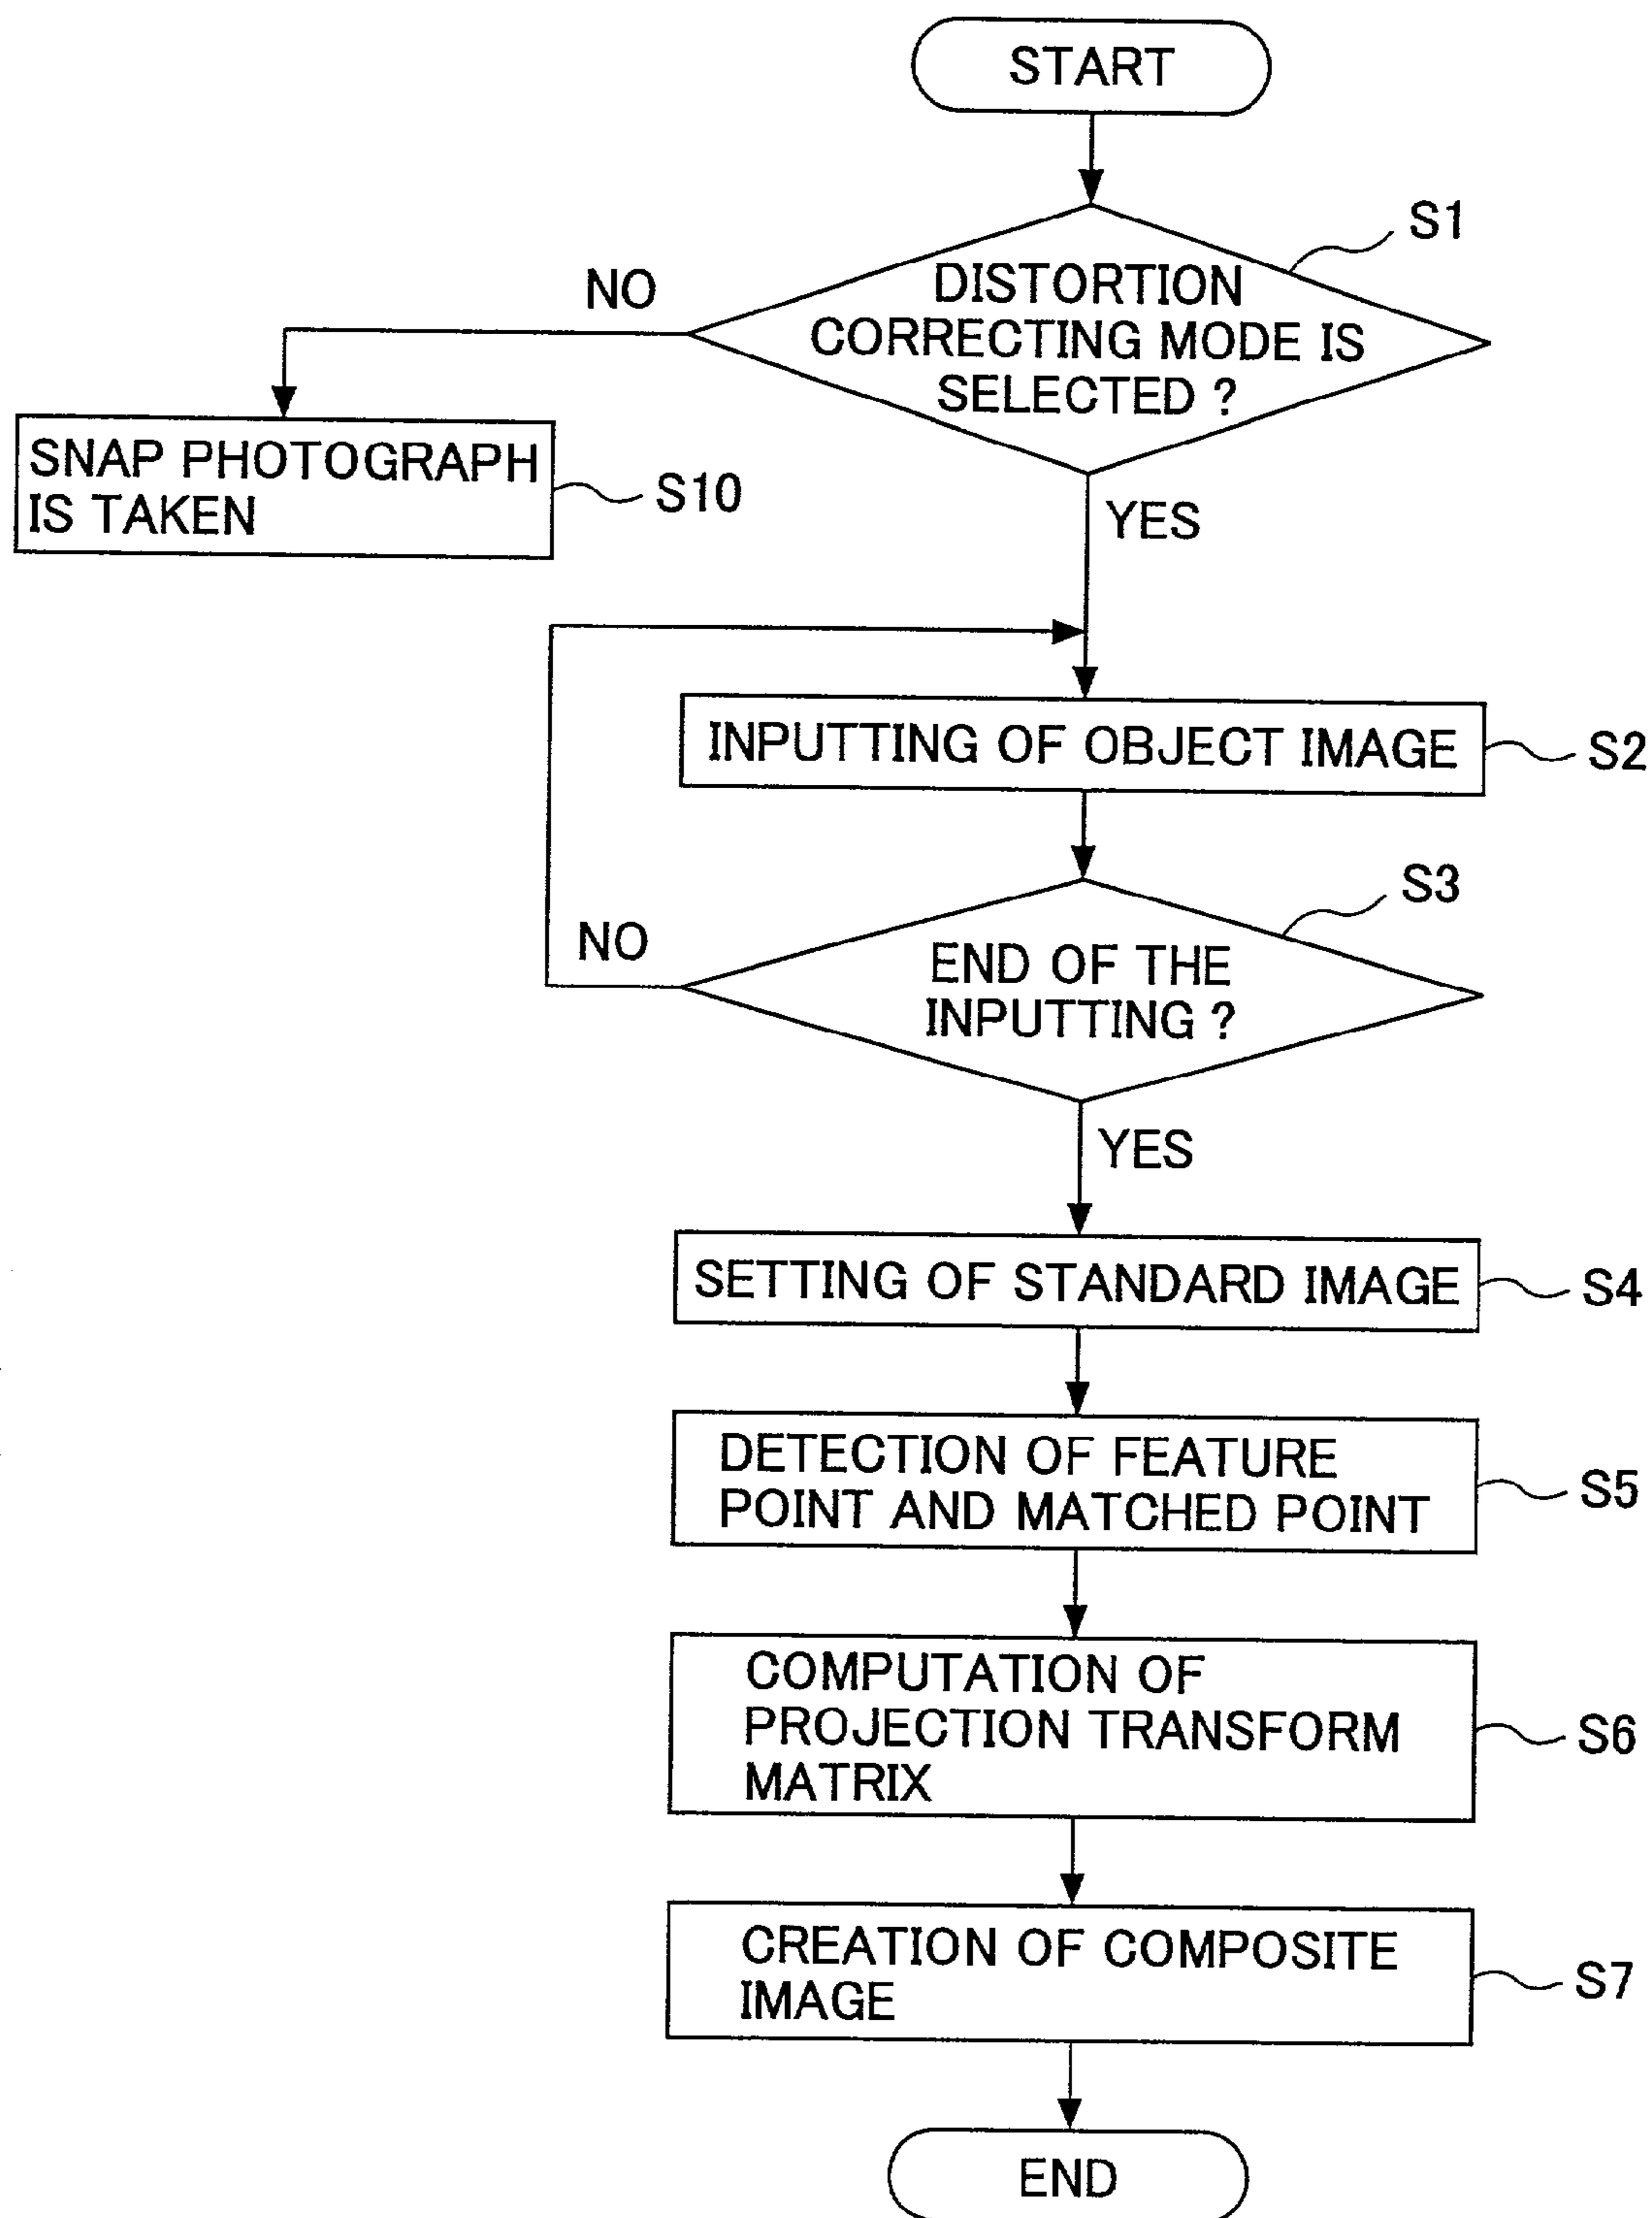 START
S1
NO
DISTORTION
CORRECTING MODE IS
SELECTED ?
SNAP PHOTOGRAPH
IS TAKEN
S10
YES
INPUTTING OF OBJECT IMAGE
S2
S3
NO
END OF THE
INPUTTING ?
YES
SETTING OF STANDARD IMAGE
S4
DETECTION OF FEATURE
POINT AND MATCHED POINT
S5
COMPUTATION OF
PROJECTION TRANSFORM
MATRIX
S6
CREATION OF COMPOSITE
IMAGE
S7
END